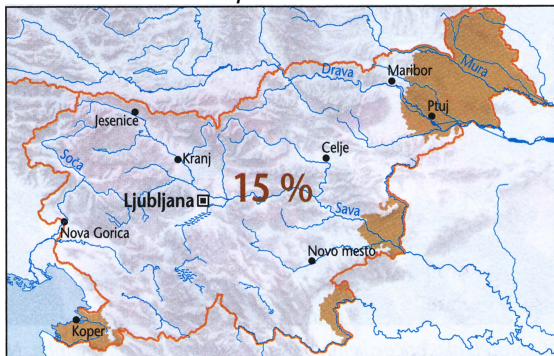 Drava
Maribor
Mura
Ptuj
Jesenice
Soča
Kranj
Celje
15 %
Ljubljana
Sava
Nova Gorica
Novo mesto
Koper